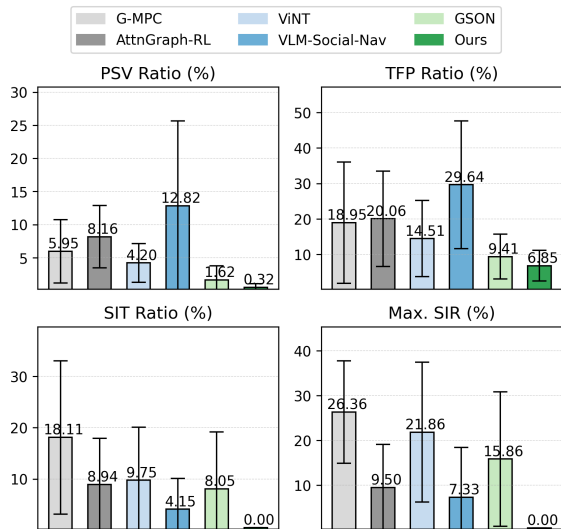 G-MPC ViNT GSON
AttnGraph-RL VLM-Social-Nav Ours
PSV Ratio (%) TFP Ratio (%)
30
25
20
15
10
5
5.95 8.16 4.20 12.82 1.62 0.32
50
40
30
20
10
18.95 20.06 14.51 29.64 9.41 6.85
SIT Ratio (%) Max. SIR (%)
30
20
10
18.11 8.94 9.75 4.15 8.05 0.00
40
30
20
10
26.36 9.50 21.86 7.33 15.86 0.00